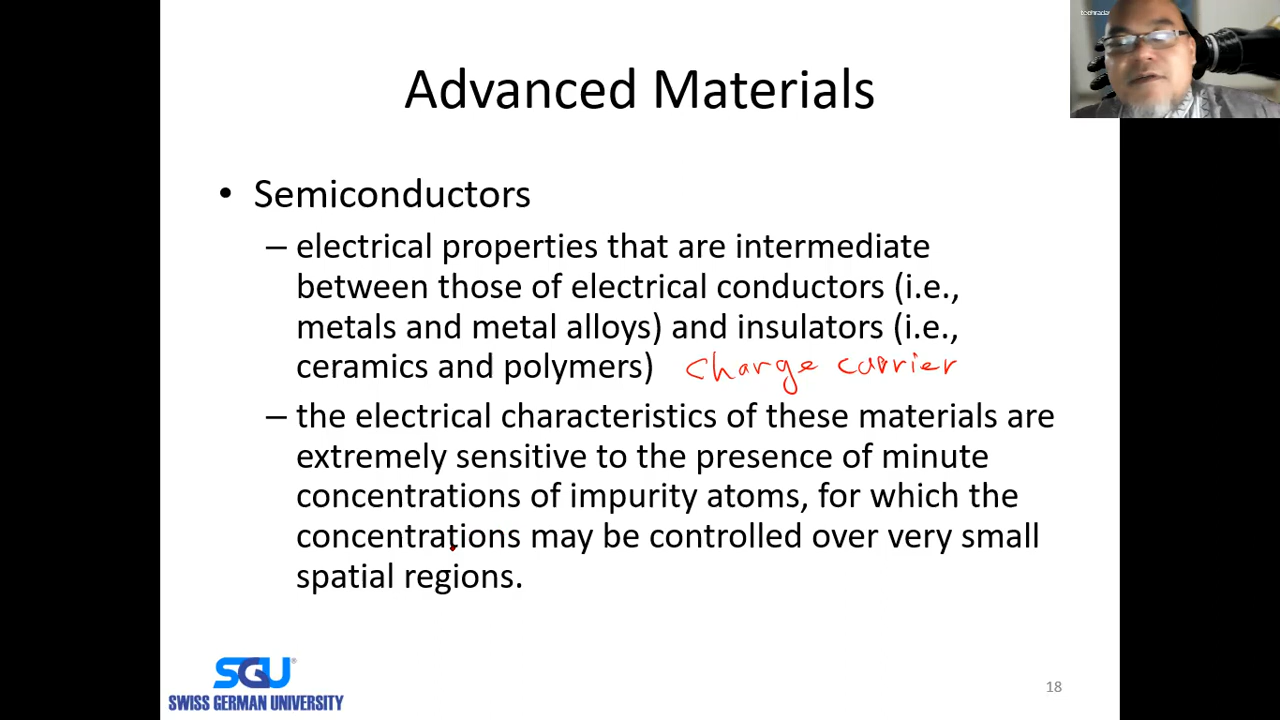 techradar
Advanced Materials
• Semiconductors
– electrical properties that are intermediate
between those of electrical conductors (i.e.,
metals and metal alloys) and insulators (i.e.,
ceramics and polymers) charge carrier
– the electrical characteristics of these materials are
extremely sensitive to the presence of minute
concentrations of impurity atoms, for which the
concentrations may be controlled over very small
spatial regions.
SGU®
SWISS GERMAN UNIVERSITY
18